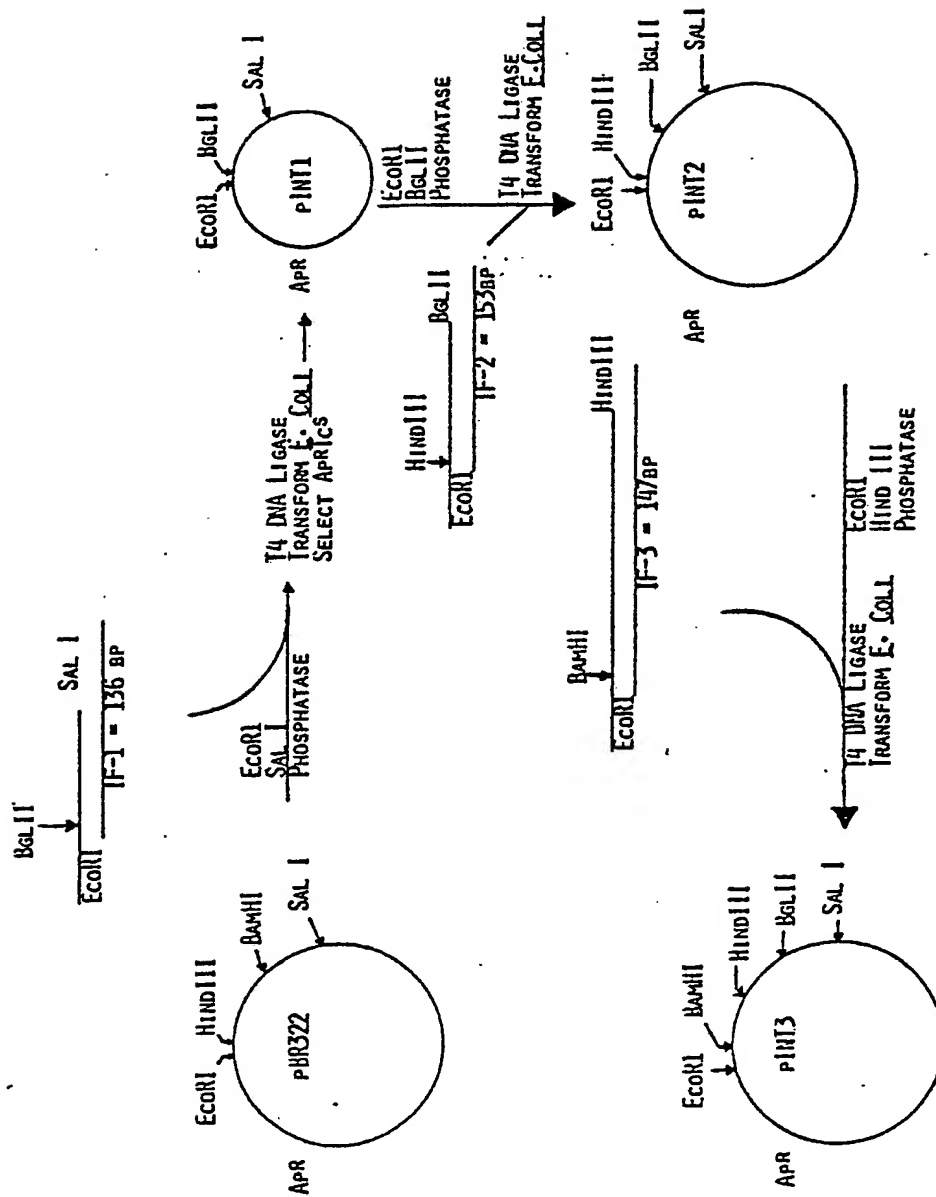 BglII
EcoRI
Sal I
IF-1 = 136 bp
EcoRI
HindIII
BamHI
Sal I
ApR
pBR322
EcoRI
Sal I
Phosphatase
T4 DNA Ligase
Transform E. Coli
Select ApRTcS
ApR
EcoRI
BglII
Sal I
pINT1
EcoRI
BglII
Phosphatase
HindIII
EcoRI
BglII
IF-2 = 153bp
T4 DNA Ligase
Transform E.Coli
EcoRI
HindIII
BglII
Sal I
ApR
pINT2
BamHI
EcoRI
HindIII
IF-3 = 147bp
EcoRI
Hind III
Phosphatase
T4 DNA Ligase
Transform E. Coli
EcoRI
BamHI
HindIII
BglII
Sal I
ApR
pINT3